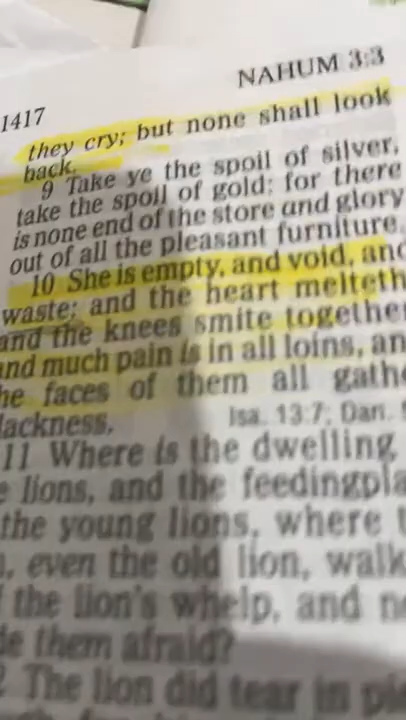 1417
NAHUM 3:3
they cry; but none shall look
back.
9 Take ye the spoil of silver,
take the spoil of gold: for there
is none end of the store and glory
out of all the pleasant furniture.
10 She is empty, and void, and
waste: and the heart melteth
and the knees smite together
and much pain is in all loins, an
he faces of them all gath
lackness. Isa. 13:7; Dan.
11 Where is the dwelling
lions, and the feedingpla
the young lions, where
even the old lion, walk
the lion's whelp, and n
de them afraid?
The lion did tear in pie